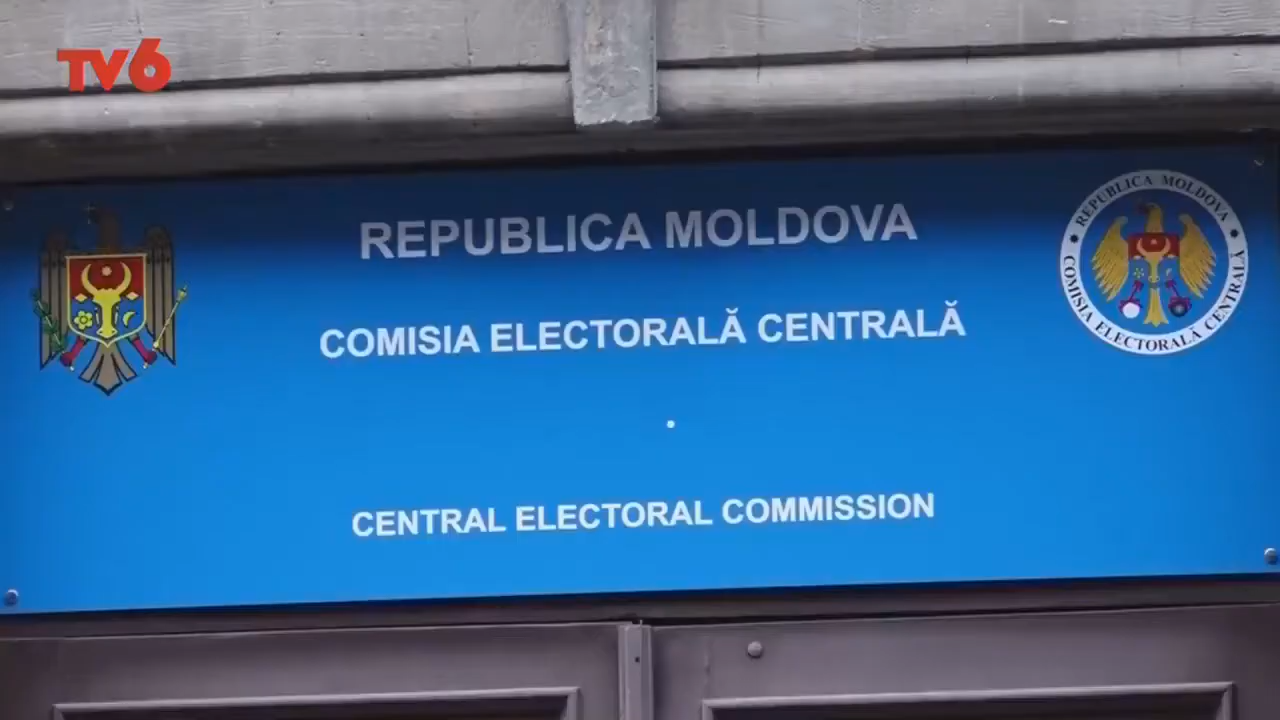 TV6
REPUBLICA MOLDOVA
COMISIA ELECTORALĂ CENTRALĂ
CENTRAL ELECTORAL COMMISSION
REPUBLICA MOLDOVA
COMISIA ELECTORALĂ CENTRALĂ